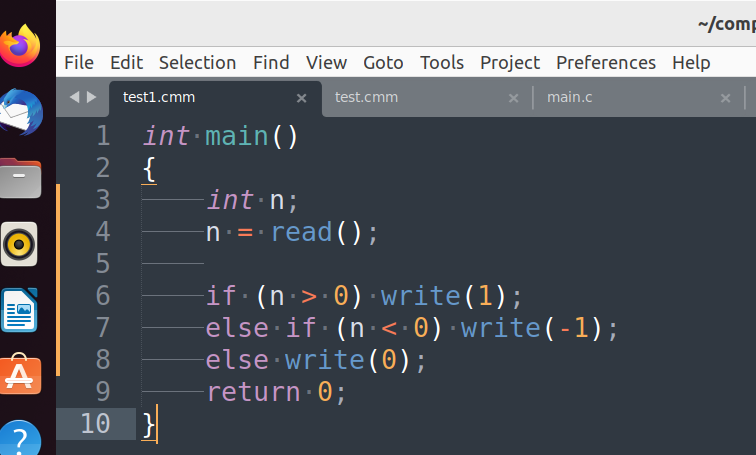 ~/comp
File Edit Selection Find View Goto Tools Project Preferences Help
test1.cmm × test.cmm × main.c ×
1 int main()
2 {
3 int n;
4 n = read();
5
6 if (n > 0) write(1);
7 else if (n < 0) write(-1);
8 else write(0);
9 return 0;
10 }